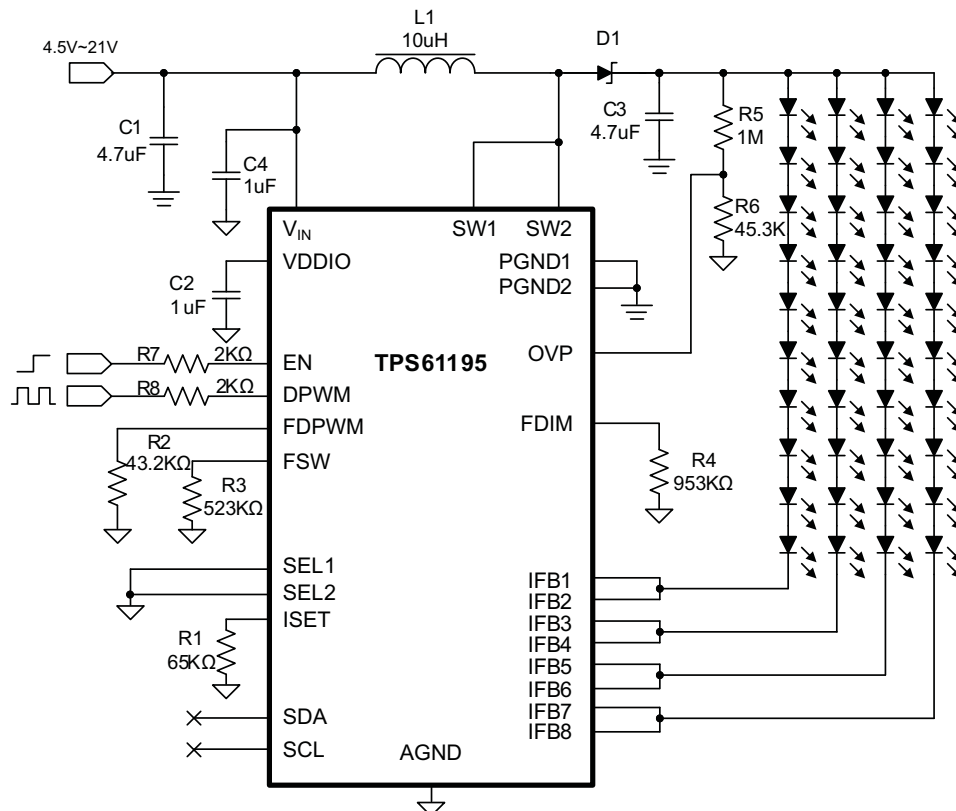 L1
10uH
4.5V~21V
D1
C1
4.7uF
C3
4.7uF
R5
1M
C4
1uF
R6
45.3K
VIN
SW1
SW2
VDDIO
PGND1
PGND2
C2
1uF
TPS61195
OVP
R7
2KΩ
EN
R8
2KΩ
DPWM
FDPWM
FDIM
R2
43.2KΩ
FSW
R3
523KΩ
R4
953KΩ
SEL1
SEL2
ISET
IFB1
IFB2
IFB3
IFB4
R1
65KΩ
IFB5
IFB6
IFB7
IFB8
SDA
SCL
AGND